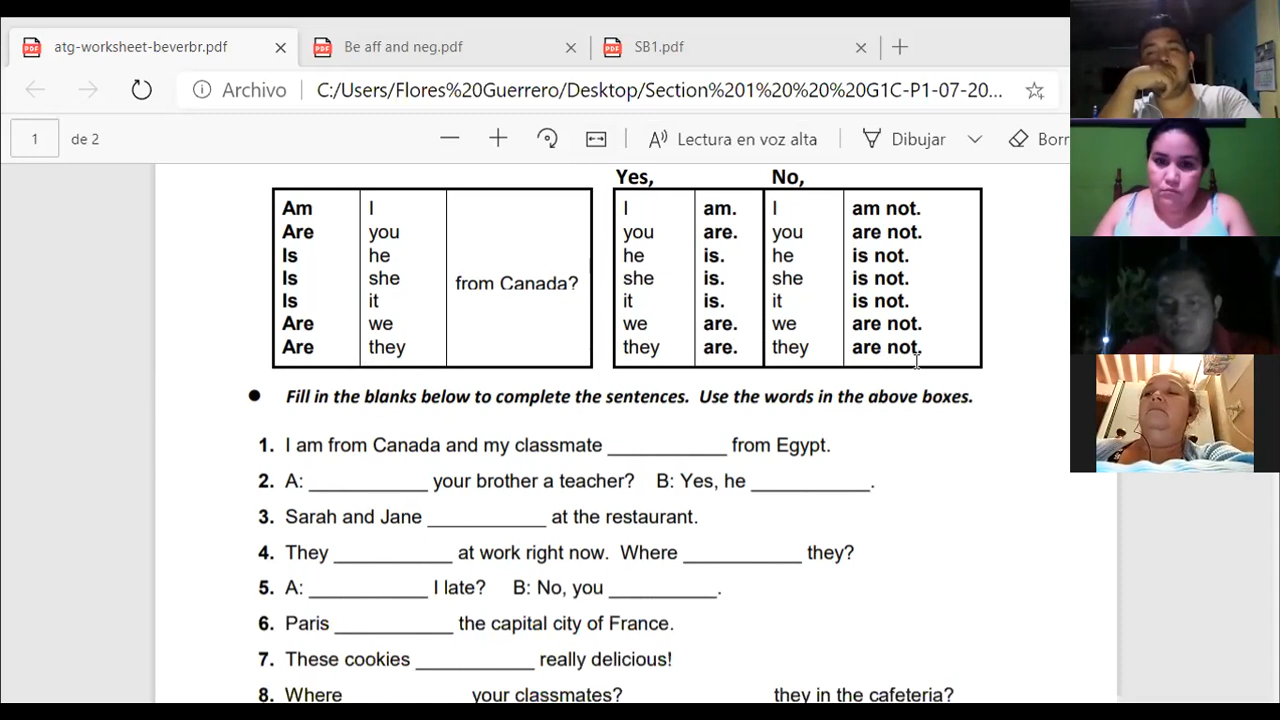 atg-worksheet-beverbr.pdf
Be aff and neg.pdf
SB1.pdf
Archivo
C:/Users/Flores%20Guerrero/Desktop/Section%201%20%20%20G1C-P1-07-20...
1 de 2
Lectura en voz alta
Dibujar
Borr
Yes, No,
Am I I am. I am not.
Are you you are. you are not.
Is he he is. he is not.
Is she from Canada? she is. she is not.
Is it it is. it is not.
Are we we are. we are not.
Are they they are. they are not.
● Fill in the blanks below to complete the sentences. Use the words in the above boxes.
1. I am from Canada and my classmate ___________ from Egypt.
2. A: ___________ your brother a teacher? B: Yes, he ___________.
3. Sarah and Jane ___________ at the restaurant.
4. They ___________ at work right now. Where ___________ they?
5. A: ___________ I late? B: No, you __________.
6. Paris ___________ the capital city of France.
7. These cookies ___________ really delicious!
8. Where your classmates? they in the cafeteria?